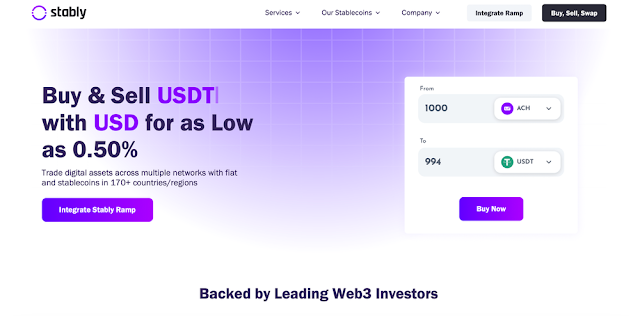 stably
Services
Our Stablecoins
Company
Integrate Ramp
Buy, Sell, Swap
Buy & Sell USDT
with USD for as Low
as 0.50%
Trade digital assets across multiple networks with fiat
and stablecoins in 170+ countries/regions
Integrate Stably Ramp
From
1000
ACH
To
994
USDT
Buy Now
Backed by Leading Web3 Investors